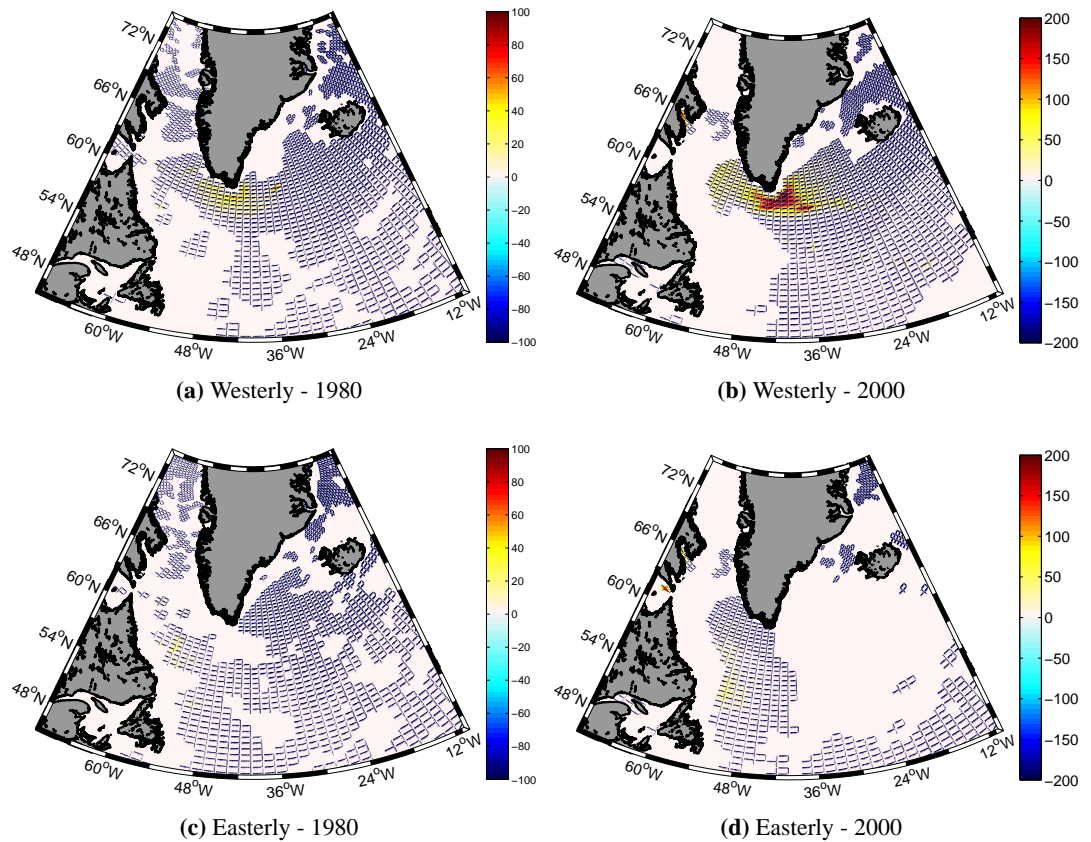 72°N
66°N
60°N
54°N
48°N
60°W
48°W
36°W
24°W
12°W
100
80
60
40
20
0
−20
−40
−60
−80
−100
(a) Westerly - 1980
72°N
66°N
60°N
54°N
48°N
60°W
48°W
36°W
24°W
12°W
200
150
100
50
0
−50
−100
−150
−200
(b) Westerly - 2000
72°N
66°N
60°N
54°N
48°N
60°W
48°W
36°W
24°W
12°W
100
80
60
40
20
0
−20
−40
−60
−80
−100
(c) Easterly - 1980
72°N
66°N
60°N
54°N
48°N
60°W
48°W
36°W
24°W
12°W
200
150
100
50
0
−50
−100
−150
−200
(d) Easterly - 2000